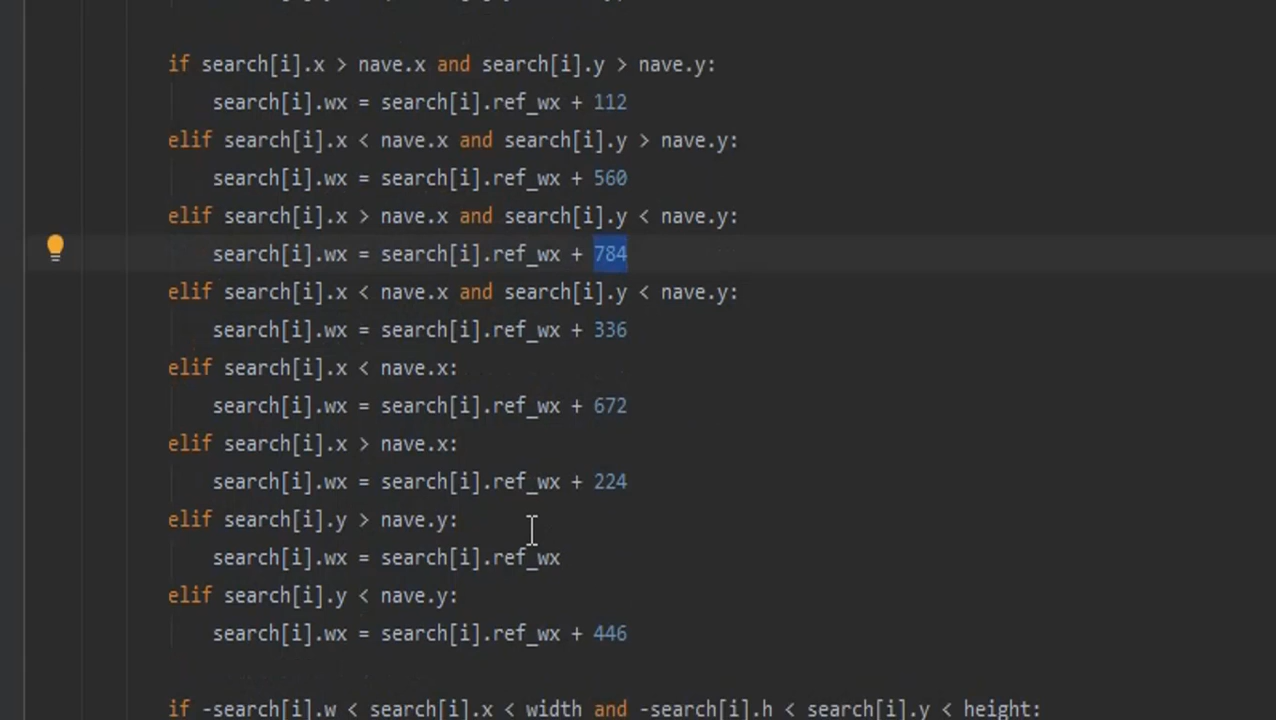 if search[i].x > nave.x and search[i].y > nave.y:
search[i].wx = search[i].ref_wx + 112
elif search[i].x < nave.x and search[i].y > nave.y:
search[i].wx = search[i].ref_wx + 560
elif search[i].x > nave.x and search[i].y < nave.y:
search[i].wx = search[i].ref_wx + 784
elif search[i].x < nave.x and search[i].y < nave.y:
search[i].wx = search[i].ref_wx + 336
elif search[i].x < nave.x:
search[i].wx = search[i].ref_wx + 672
elif search[i].x > nave.x:
search[i].wx = search[i].ref_wx + 224
elif search[i].y > nave.y:
search[i].wx = search[i].ref_wx
elif search[i].y < nave.y:
search[i].wx = search[i].ref_wx + 446
if -search[i].w < search[i].x < width and -search[i].h < search[i].y < height: